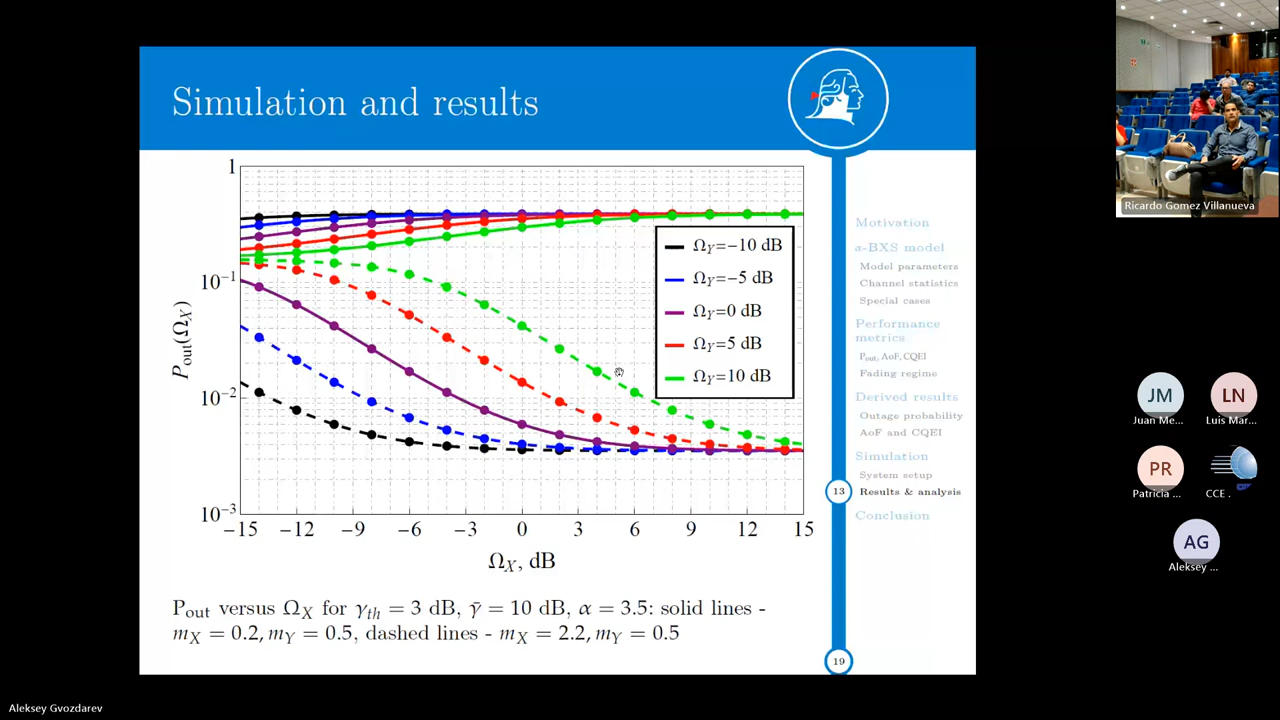 Simulation and results
P_out(Ω_X)
1
10⁻¹
10⁻²
10⁻³
−15 −12 −9 −6 −3 0 3 6 9 12 15
Ω_X, dB
Ω_Y=−10 dB
Ω_Y=−5 dB
Ω_Y=0 dB
Ω_Y=5 dB
Ω_Y=10 dB
P_out versus Ω_X for γ_th = 3 dB, γ̄ = 10 dB, α = 3.5: solid lines -
m_X = 0.2, m_Y = 0.5, dashed lines - m_X = 2.2, m_Y = 0.5
Motivation
α-BXS model
Model parameters
Channel statistics
Special cases
Performance
metrics
P_out, AoF, CQEI
Fading regime
Derived results
Outage probability
AoF and CQEI
Simulation
System setup
13 Results & analysis
Conclusion
19
Ricardo Gomez Villanueva
JM
Juan Me...
LN
Luis Mar...
PR
Patricia ...
CCE .
AG
Aleksey ...
Aleksey Gvozdarev